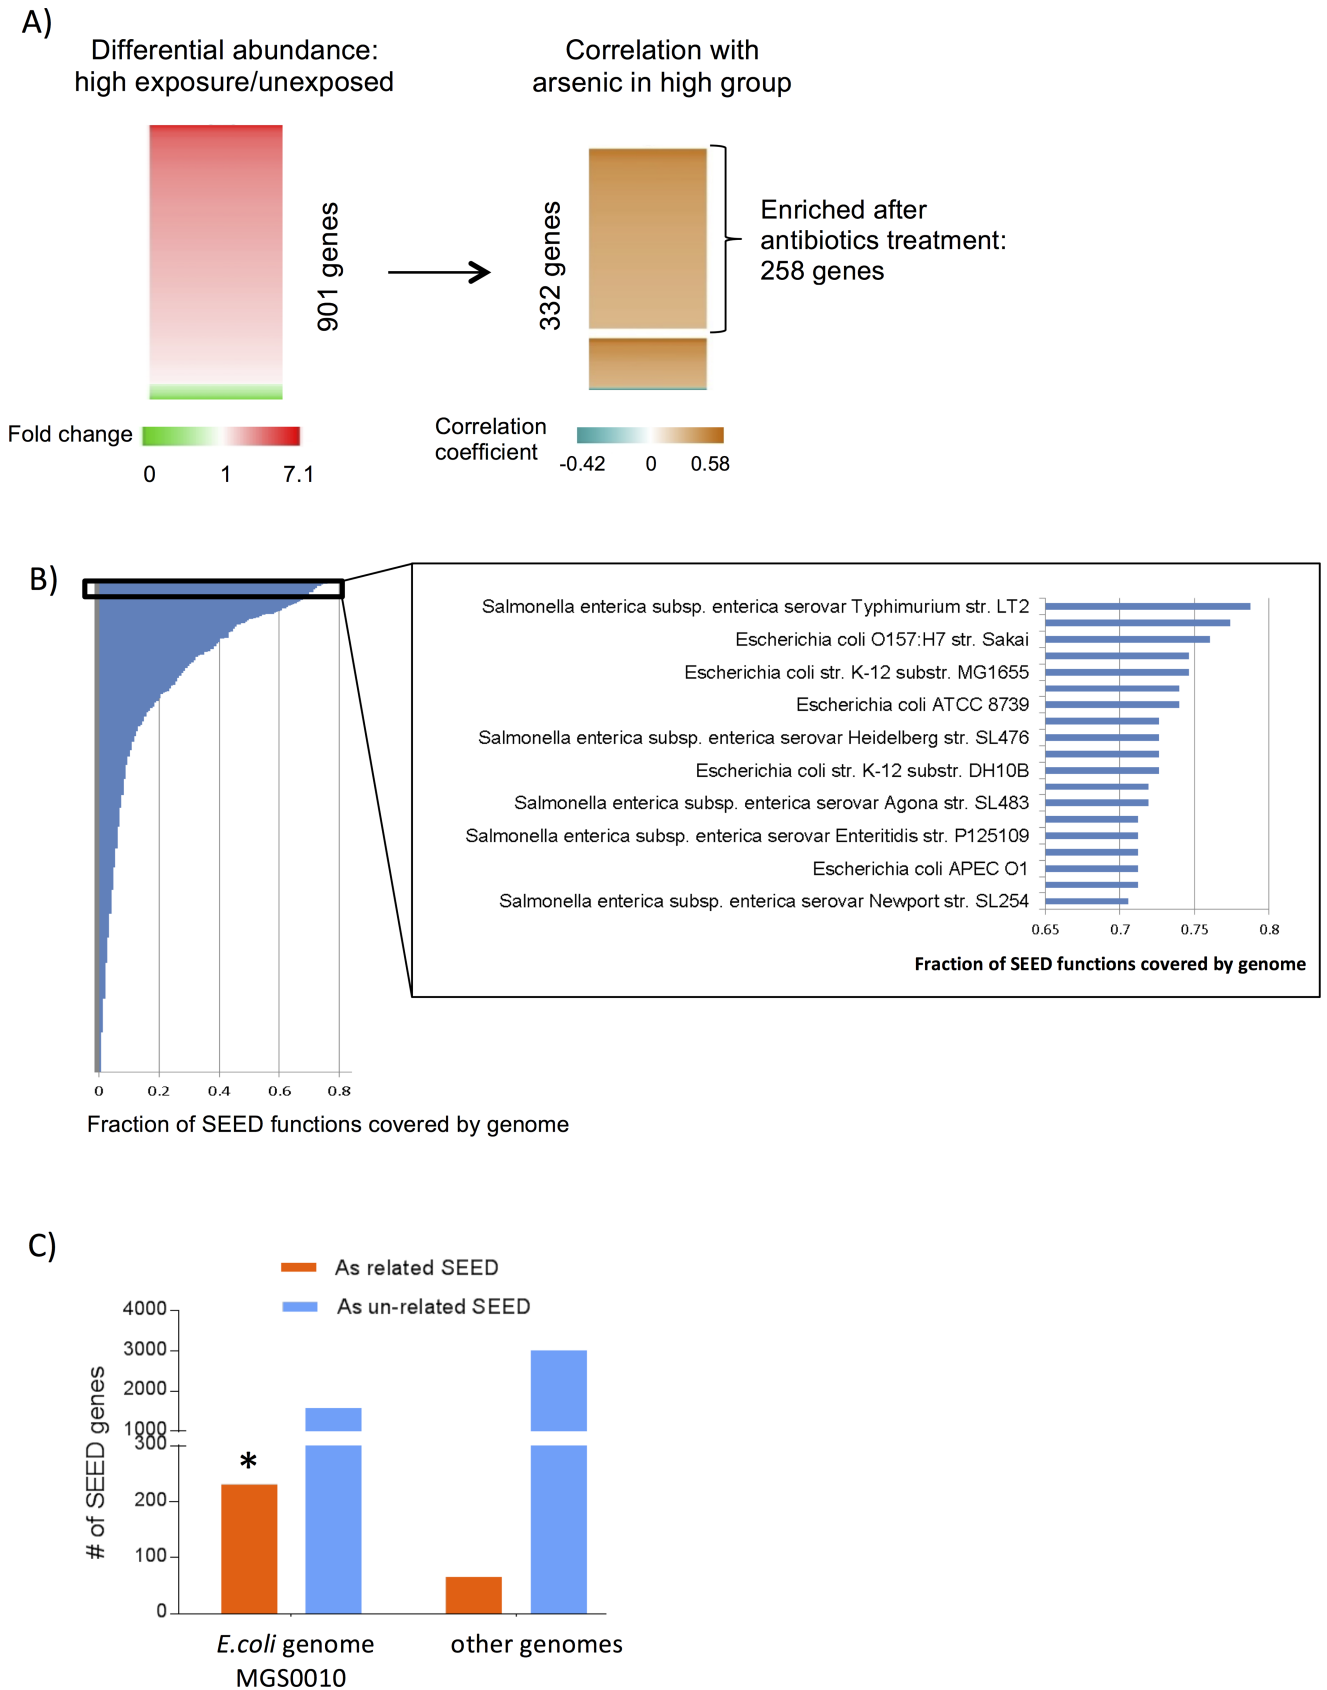 A)
Differential abundance:
high exposure/unexposed
901 genes
Fold change
0 1 7.1
Correlation with
arsenic in high group
332 genes
Enriched after
antibiotics treatment:
258 genes
Correlation
coefficient
-0.42 0 0.58
B)
0 0.2 0.4 0.6 0.8
Fraction of SEED functions covered by genome
Salmonella enterica subsp. enterica serovar Typhimurium str. LT2
Escherichia coli O157:H7 str. Sakai
Escherichia coli str. K-12 substr. MG1655
Escherichia coli ATCC 8739
Salmonella enterica subsp. enterica serovar Heidelberg str. SL476
Escherichia coli str. K-12 substr. DH10B
Salmonella enterica subsp. enterica serovar Agona str. SL483
Salmonella enterica subsp. enterica serovar Enteritidis str. P125109
Escherichia coli APEC O1
Salmonella enterica subsp. enterica serovar Newport str. SL254
0.65 0.7 0.75 0.8
Fraction of SEED functions covered by genome
C)
As related SEED
As un-related SEED
# of SEED genes
4000
3000
2000
1000
300
200
100
0
*
E.coli genome
MGS0010
other genomes